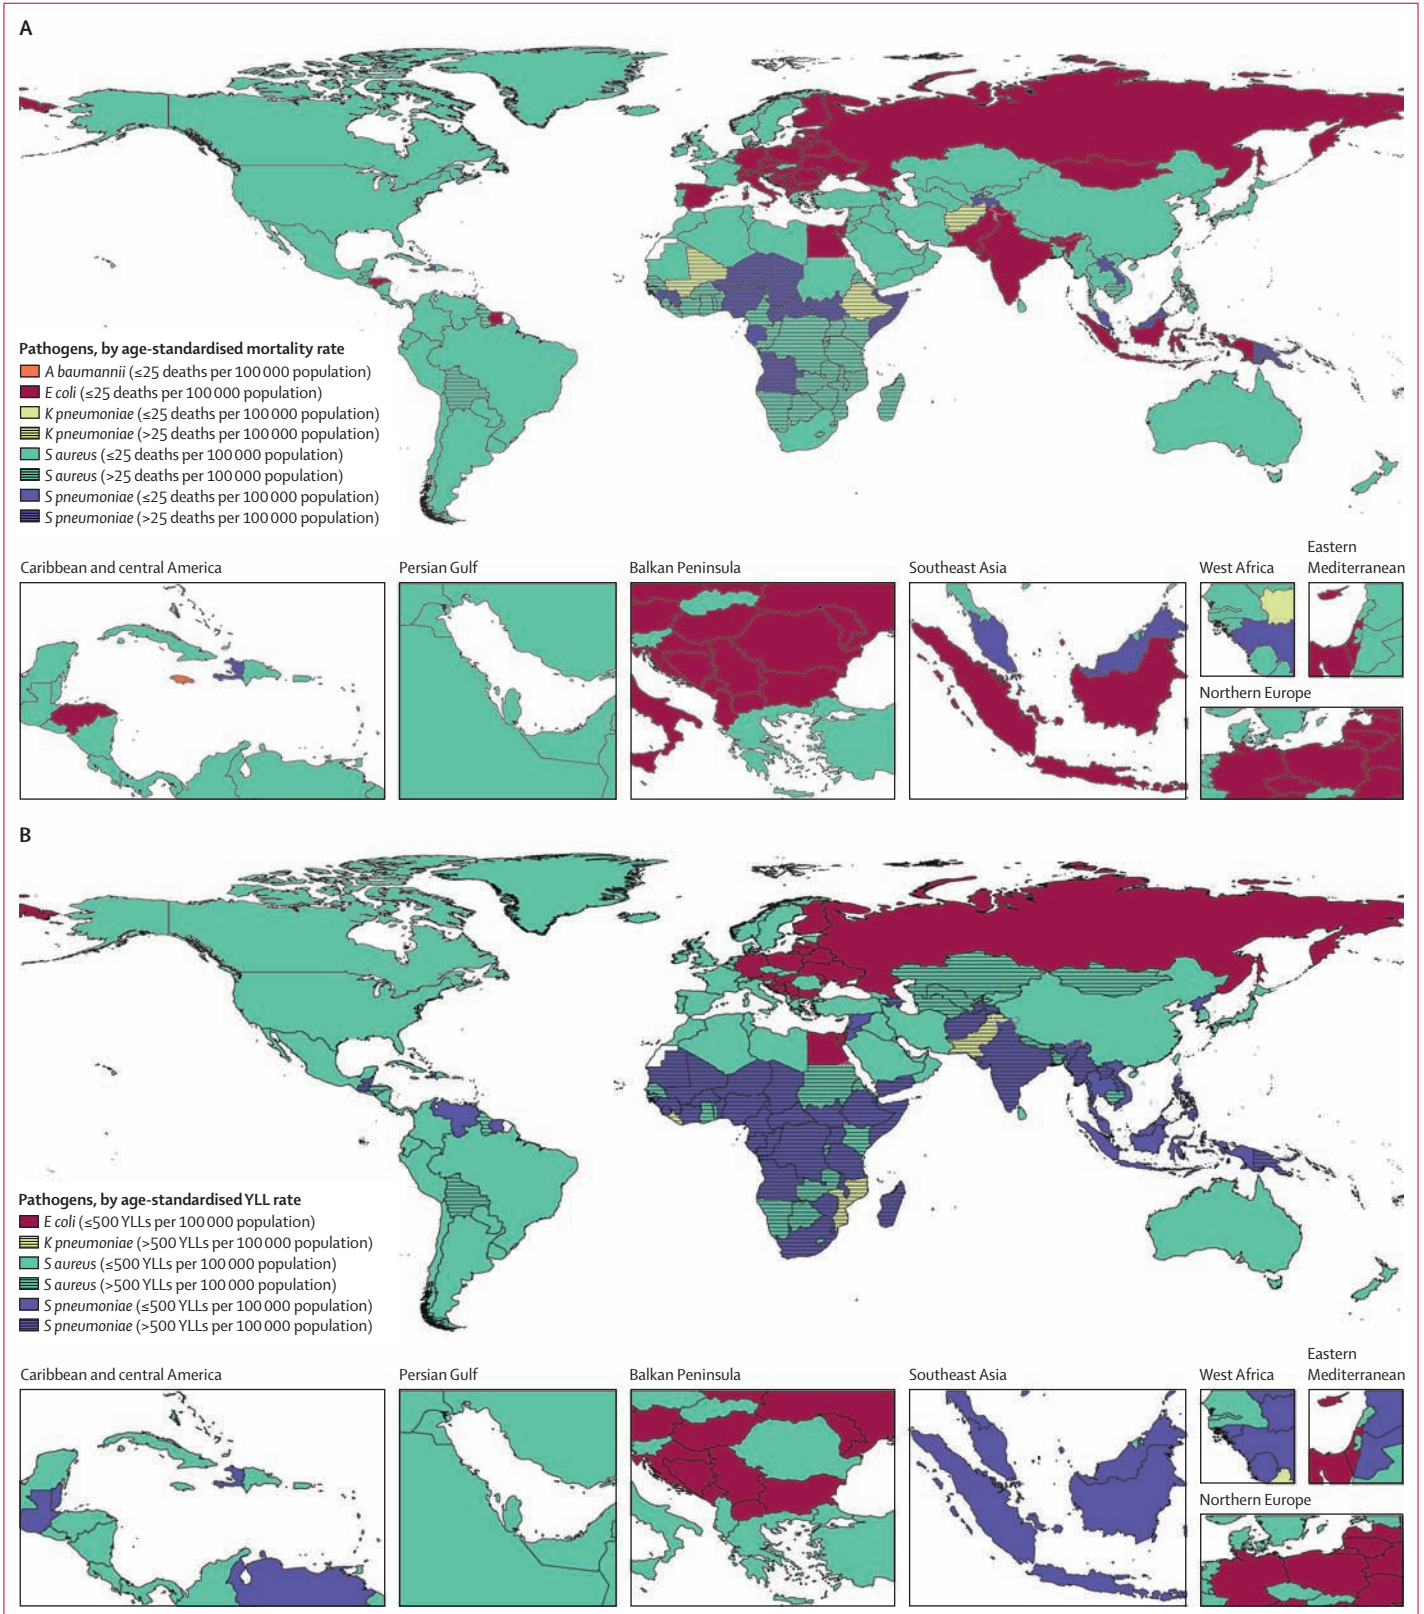 A
Pathogens, by age-standardised mortality rate
A baumannii (≤25 deaths per 100 000 population)
E coli (≤25 deaths per 100 000 population)
K pneumoniae (≤25 deaths per 100 000 population)
K pneumoniae (>25 deaths per 100 000 population)
S aureus (≤25 deaths per 100 000 population)
S aureus (>25 deaths per 100 000 population)
S pneumoniae (≤25 deaths per 100 000 population)
S pneumoniae (>25 deaths per 100 000 population)
Caribbean and central America
Persian Gulf
Balkan Peninsula
Southeast Asia
West Africa
Eastern
Mediterranean
Northern Europe
B
Pathogens, by age-standardised YLL rate
E coli (≤500 YLLs per 100 000 population)
K pneumoniae (>500 YLLs per 100 000 population)
S aureus (≤500 YLLs per 100 000 population)
S aureus (>500 YLLs per 100 000 population)
S pneumoniae (≤500 YLLs per 100 000 population)
S pneumoniae (>500 YLLs per 100 000 population)
Caribbean and central America
Persian Gulf
Balkan Peninsula
Southeast Asia
West Africa
Eastern
Mediterranean
Northern Europe